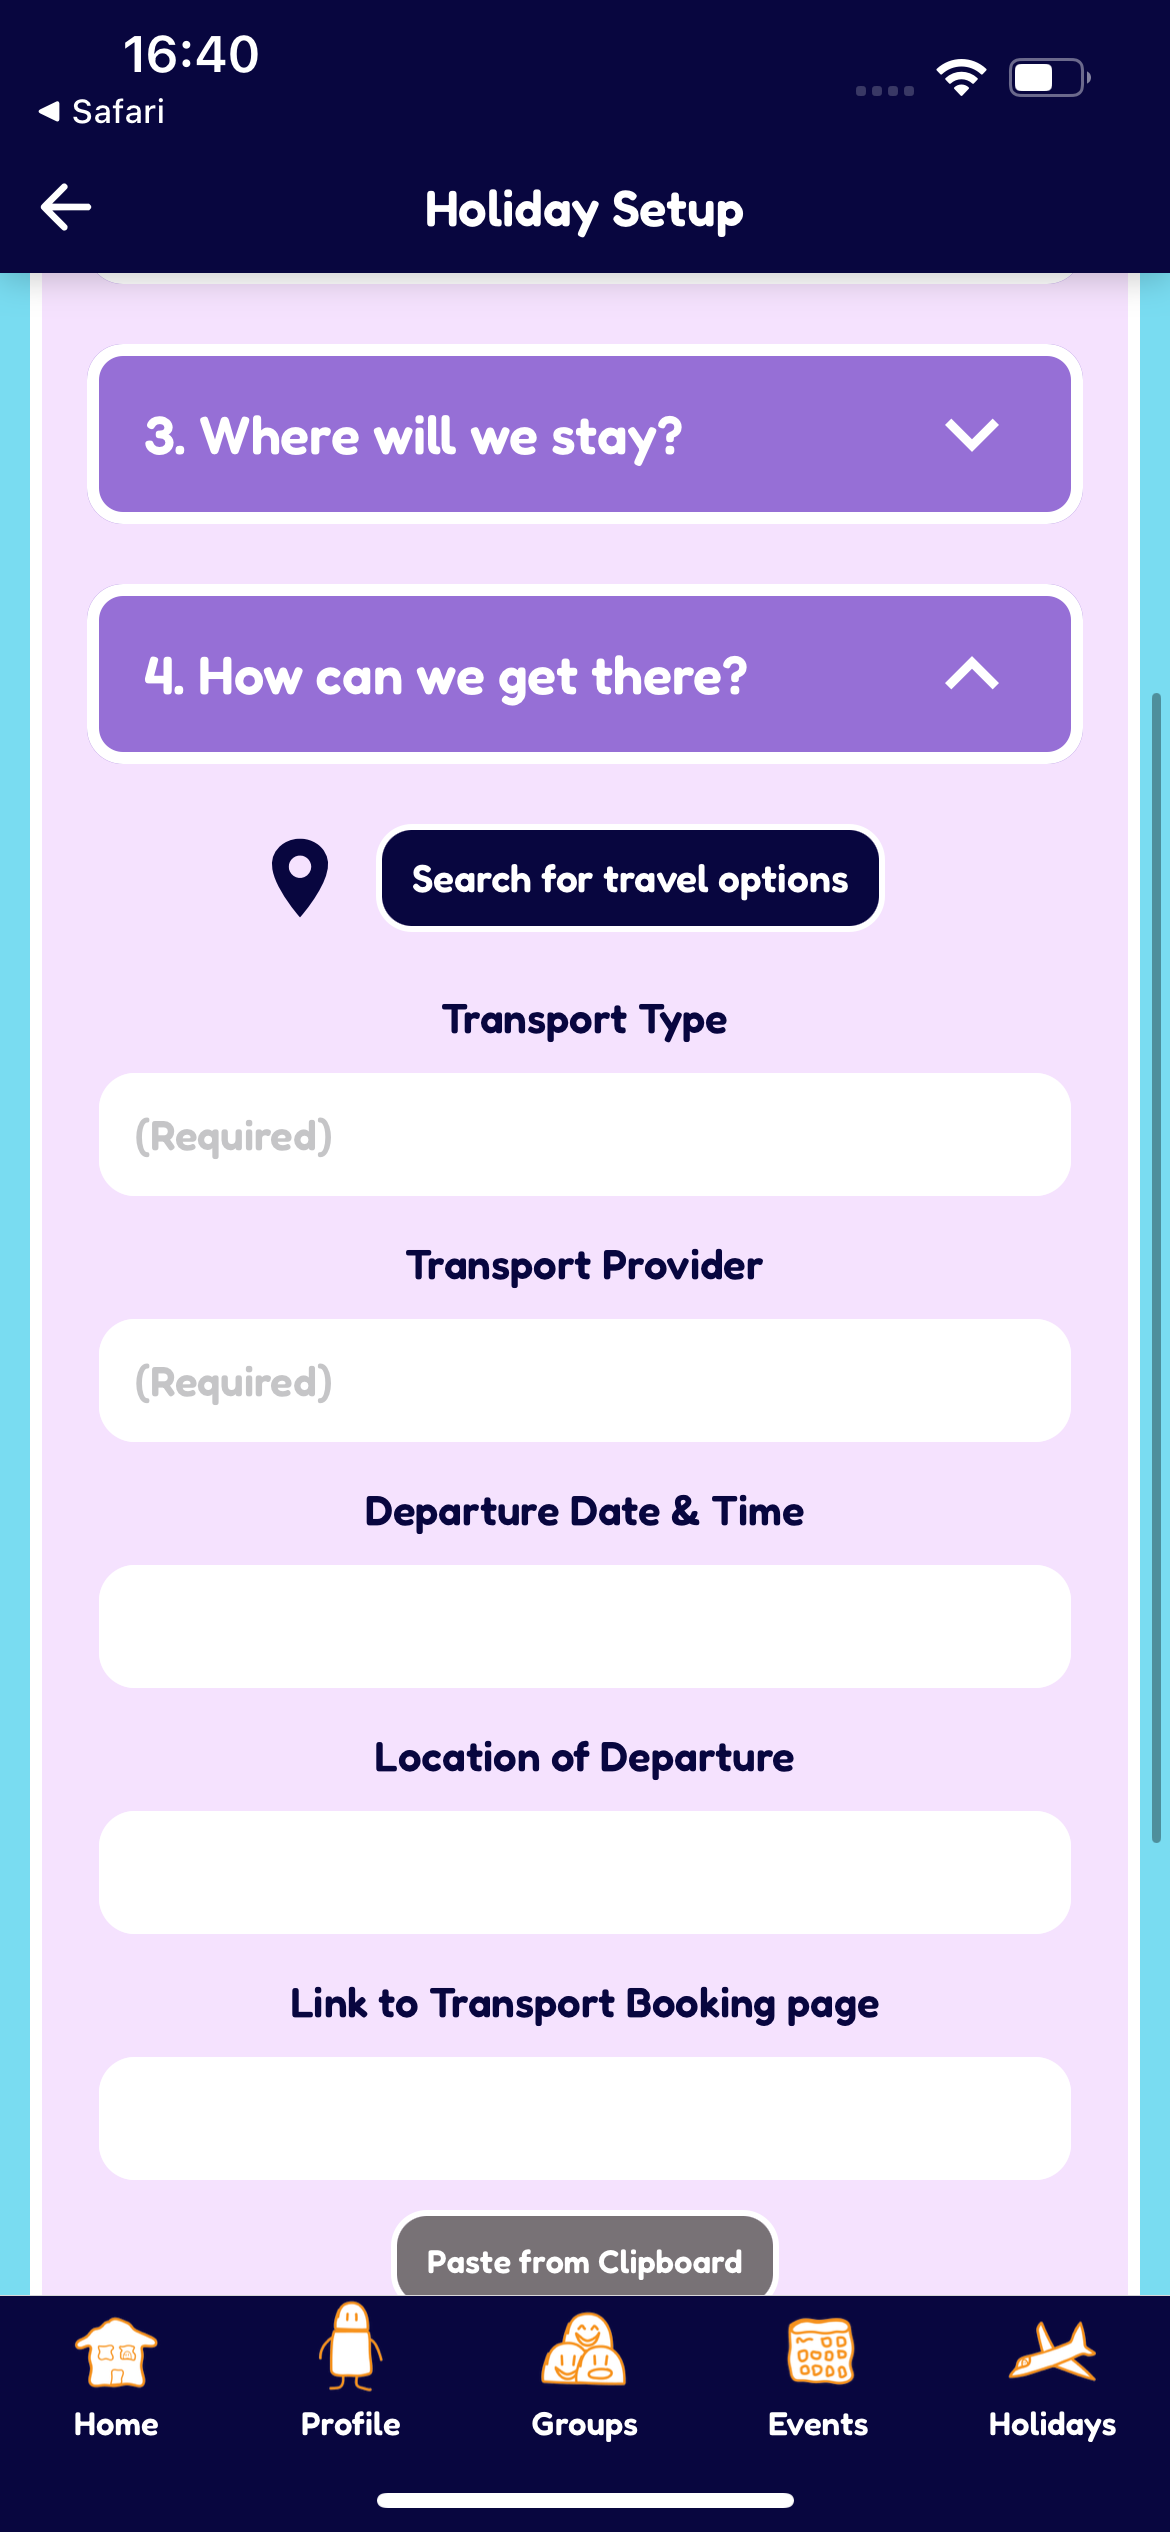 16:40
Safari
Holiday Setup
3. Where will we stay?
4. How can we get there?
Search for travel options
Transport Type
(Required)
Transport Provider
(Required)
Departure Date & Time
Location of Departure
Link to Transport Booking page
Paste from Clipboard
Home
Profile
Groups
Events
Holidays